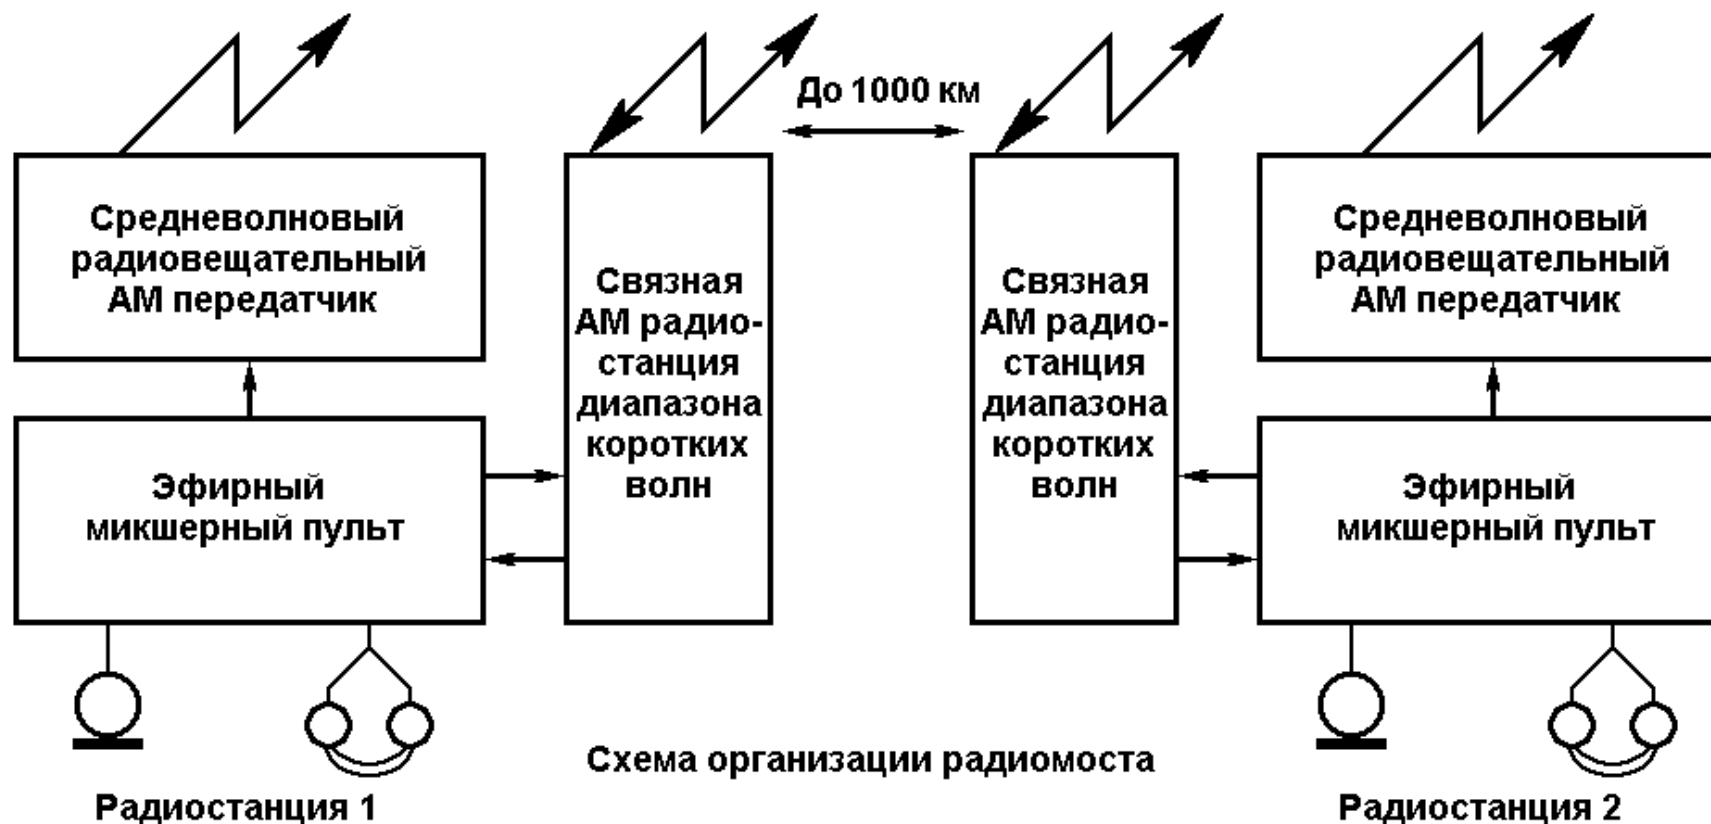 До 1000 км
Средневолновый
радиовещательный
АМ передатчик
Связная
АМ радио-
станция
диапазона
коротких
волн
Связная
АМ радио-
станция
диапазона
коротких
волн
Средневолновый
радиовещательный
АМ передатчик
Эфирный
микшерный пульт
Эфирный
микшерный пульт
Схема организации радиомоста
Радиостанция 1
Радиостанция 2